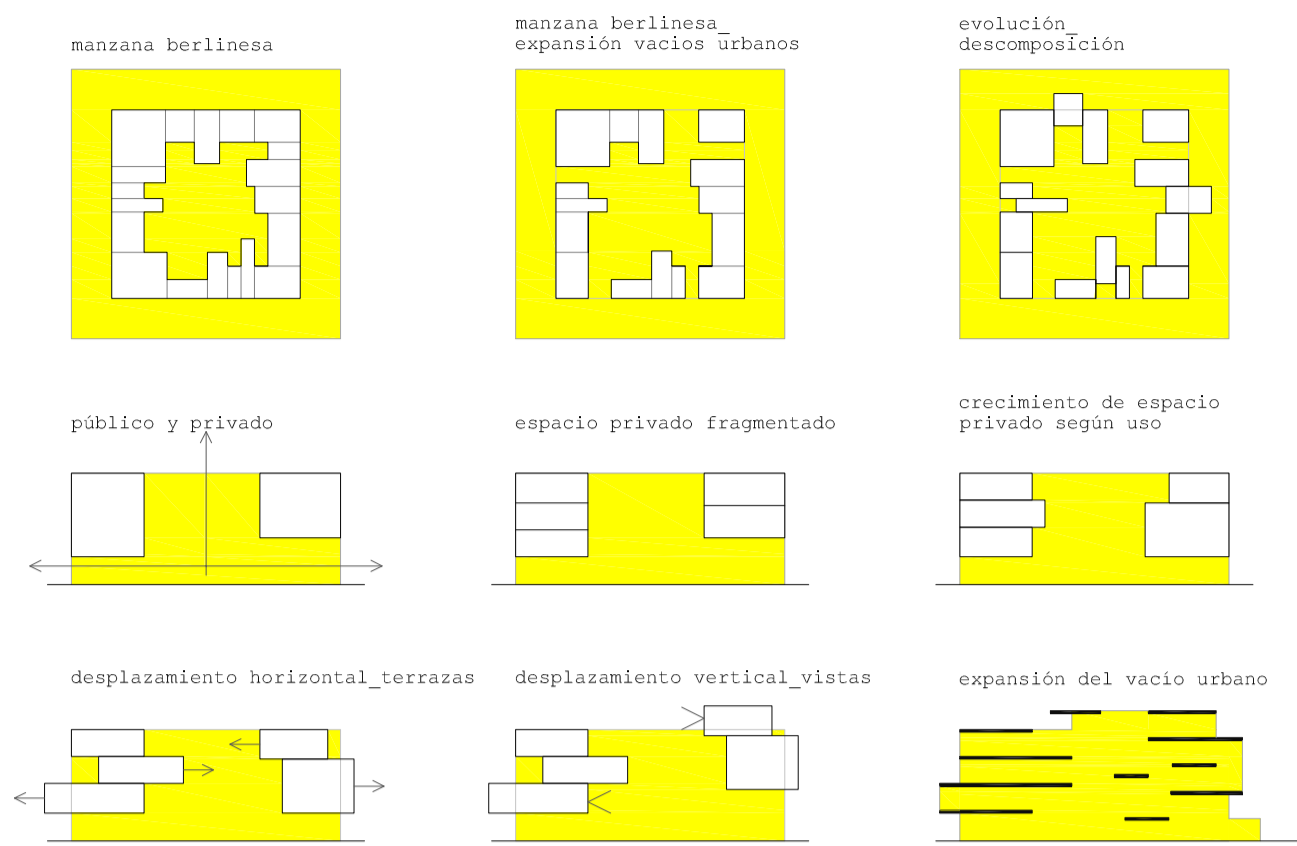 manzana berlinesa
manzana berlinesa_
expansión vacios urbanos
evolución_
descomposición
público y privado
espacio privado fragmentado
crecimiento de espacio
privado según uso
desplazamiento horizontal_terrazas
desplazamiento vertical_vistas
expansión del vacío urbano